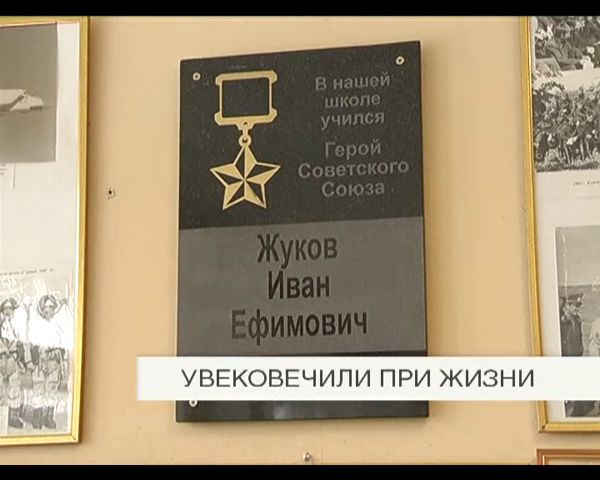 В нашей
школе
учился
Герой
Советского
Союза
Жуков
Иван
Ефимович
УВЕКОВЕЧИЛИ ПРИ ЖИЗНИ